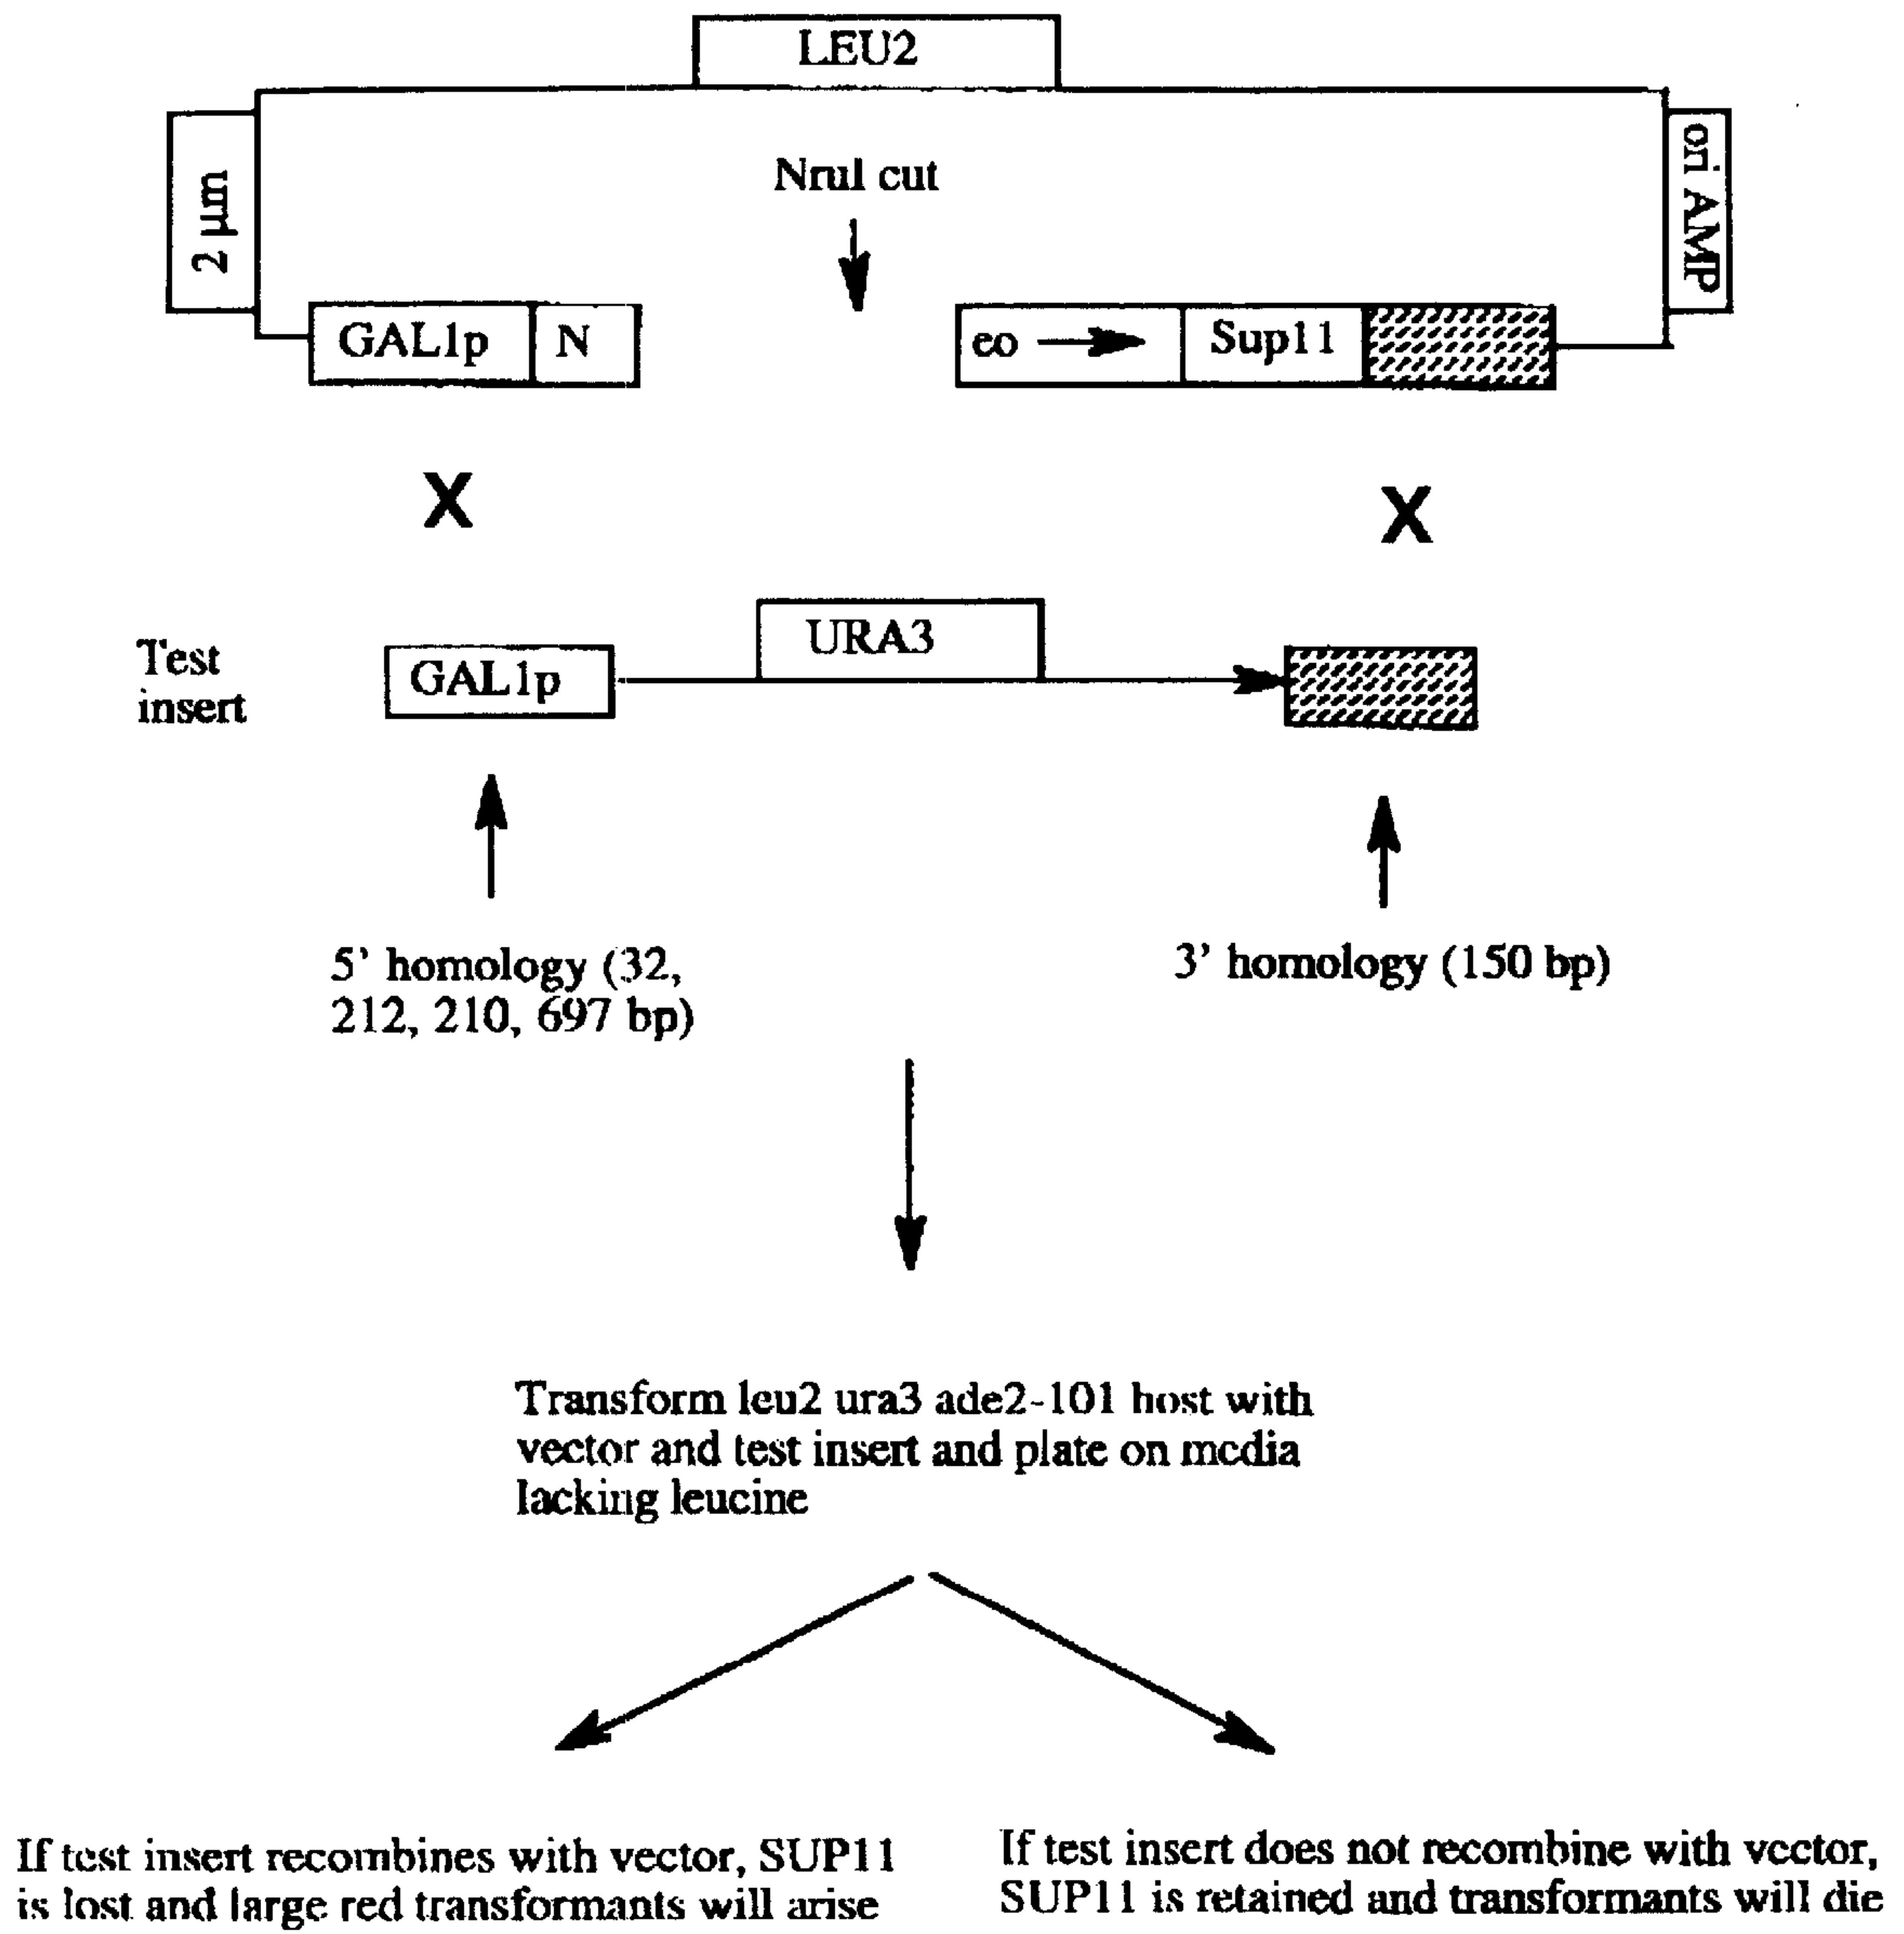 LEU2
2 µm
NruI cut
ori AMP
GAL1p
N
eo
Sup11
X
X
Test
insert
GAL1p
URA3
5' homology (32,
212, 210, 697 bp)
3' homology (150 bp)
Transform leu2 ura3 ade2-101 host with
vector and test insert and plate on media
lacking leucine
If test insert recombines with vector, SUP11
is lost and large red transformants will arise
If test insert does not recombine with vector,
SUP11 is retained and transformants will die